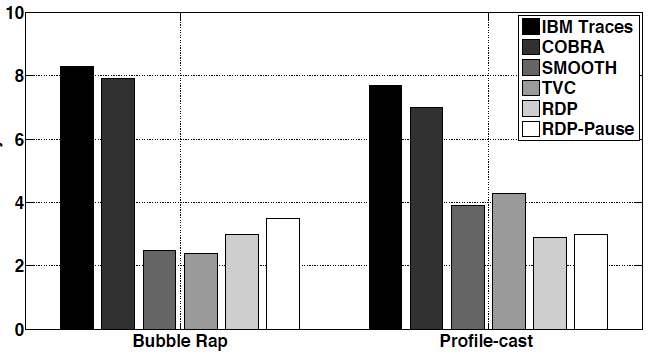 10
8
6
4
2
0
IBM Traces
COBRA
SMOOTH
TVC
RDP
RDP-Pause
Bubble Rap
Profile-cast